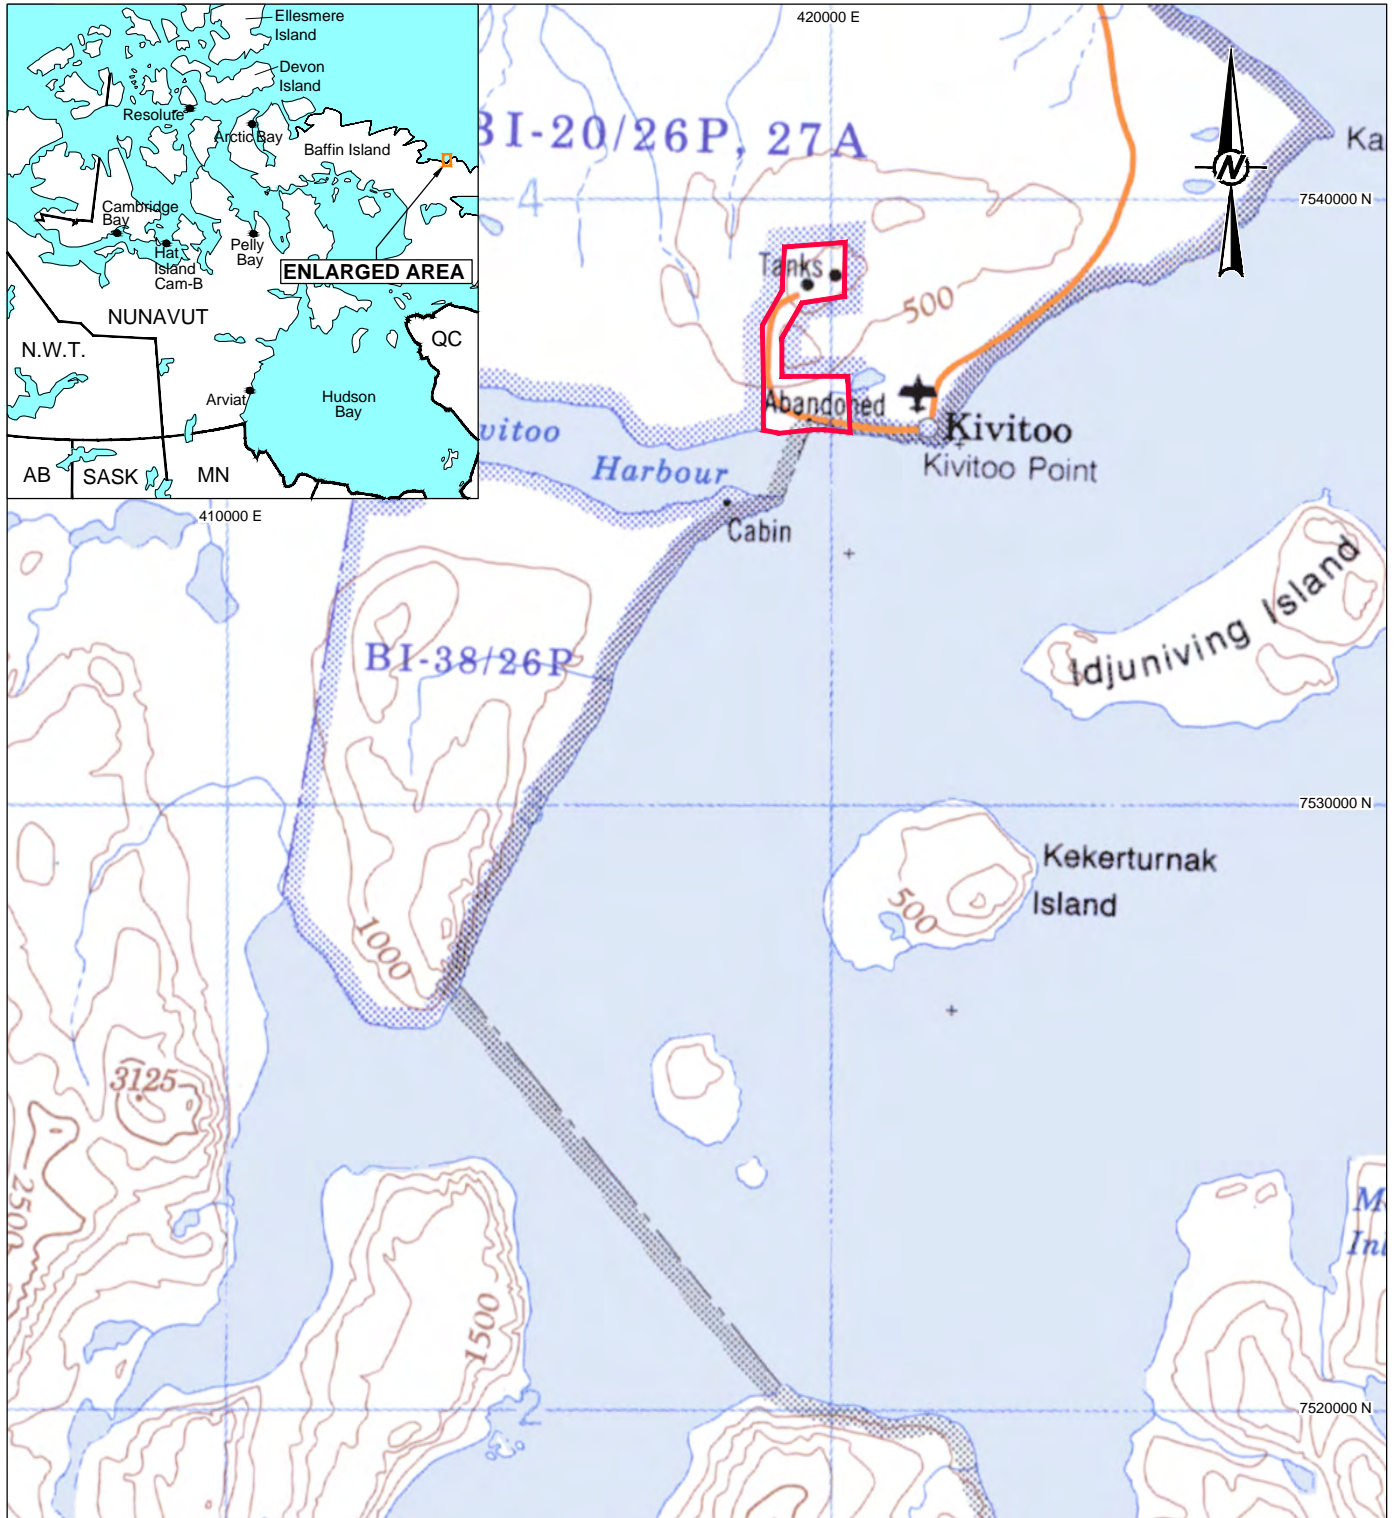 Ellesmere
Island
Devon
Island
Resolute
Arctic Bay
Baffin Island
Cambridge
Bay
Hat
Island
Cam-B
Pelly
Bay
ENLARGED AREA
NUNAVUT
N.W.T.
QC
Arviat
Hudson
Bay
AB
SASK
MN
420000 E
BI-20/26P, 27A
N
Ka
4
7540000 N
Tanks
500
Abandoned
Kivitoo
Kivitoo Point
vitoo
Harbour
Cabin
410000 E
Idjuniving Island
BI-38/26P
7530000 N
Kekerturnak
Island
500
1000
3125
2500
1500
M
Inl
2
7520000 N